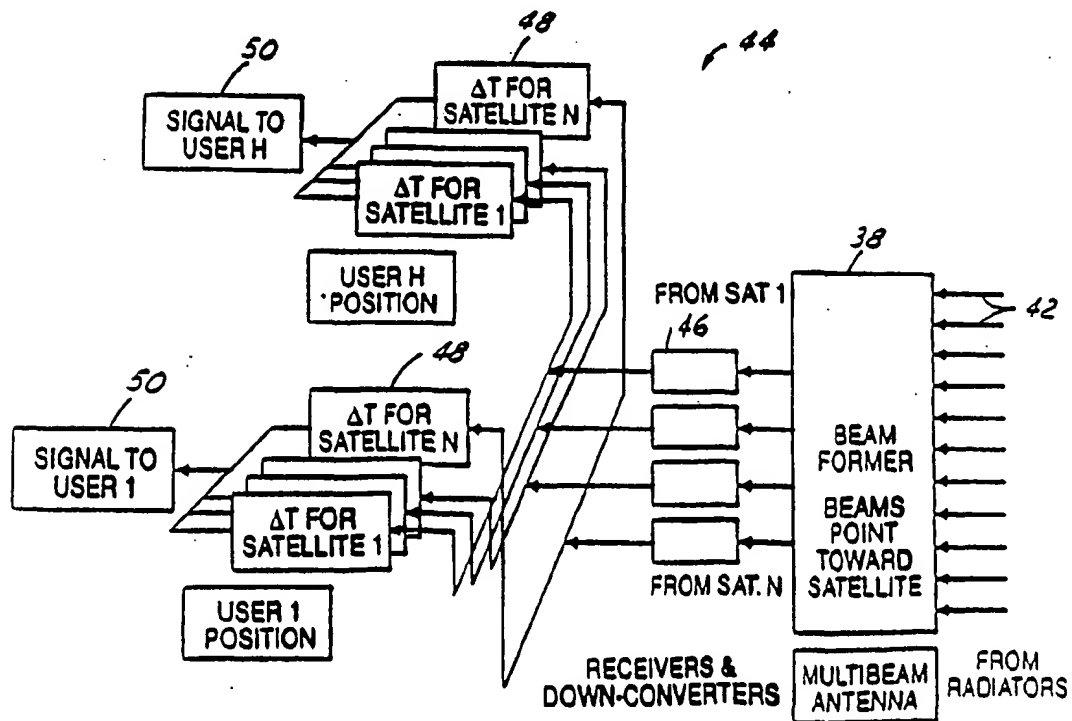 48
44
50
ΔT FOR
SATELLITE N
SIGNAL TO
USER H
ΔT FOR
SATELLITE 1
USER H
POSITION
38
FROM SAT 1
42
46
48
50
ΔT FOR
SATELLITE N
SIGNAL TO
USER 1
ΔT FOR
SATELLITE 1
BEAM
FORMER
BEAMS
POINT
TOWARD
SATELLITE
FROM SAT. N
USER 1
POSITION
RECEIVERS &
DOWN-CONVERTERS
MULTIBEAM
ANTENNA
FROM
RADIATORS